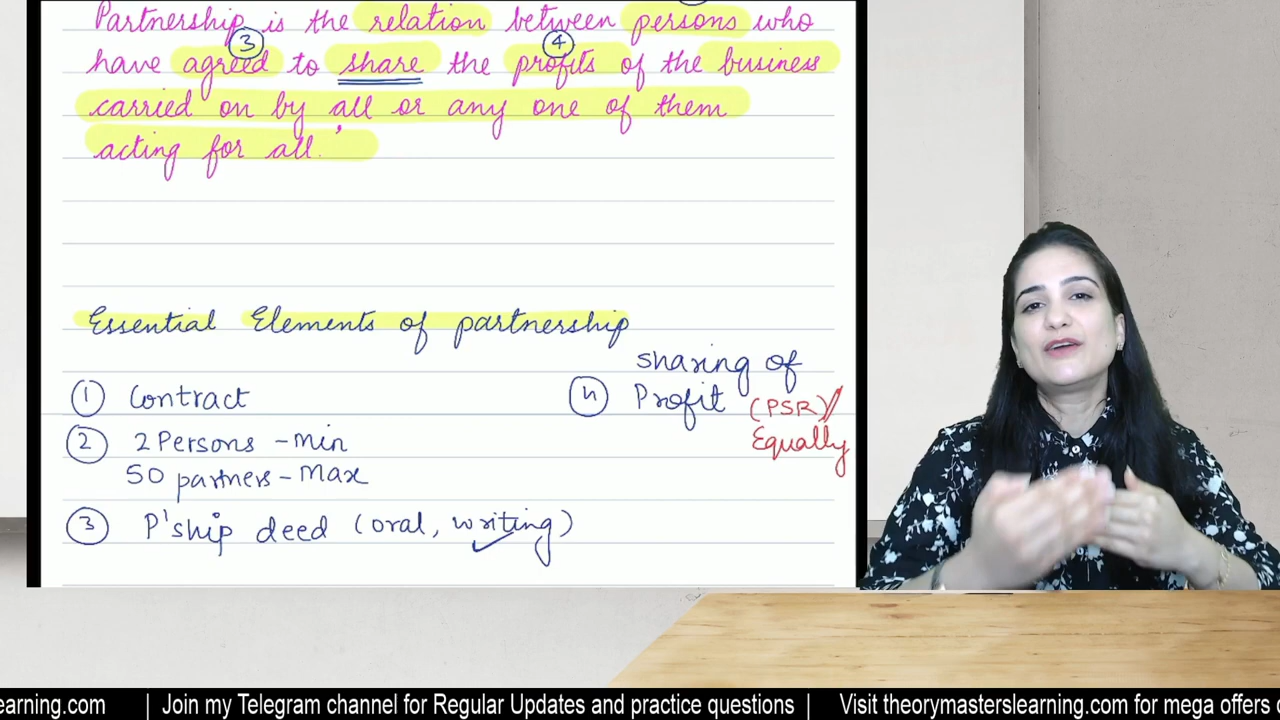 Partnership is the relation between persons who
③ ④
have agreed to share the profits of the business
carried on by all or any one of them
acting for all.'
Essential Elements of partnership
① Contract
② 2 Persons - Min
50 partners - Max
③ P'ship deed (oral, writing)
④ sharing of
Profit (PSR)/
Equally
earning.com | Join my Telegram channel for Regular Updates and practice questions | Visit theorymasterslearning.com for mega offers